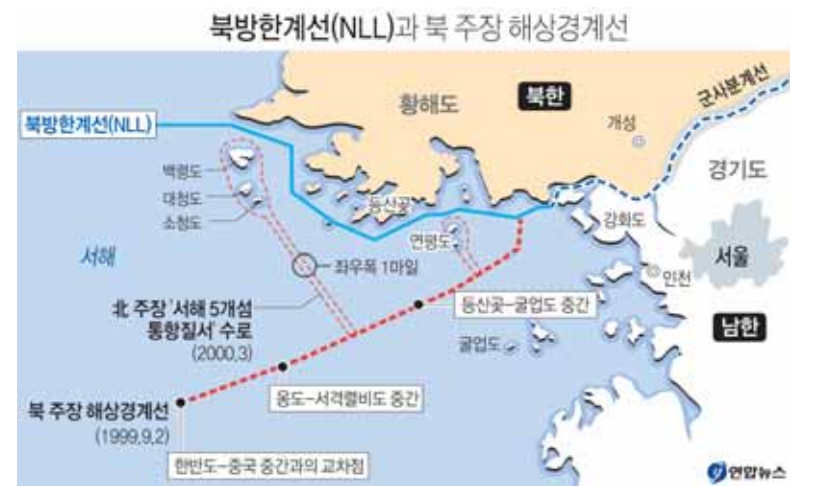 북방한계선(NLL)과 북 주장 해상경계선
군사분계선
북한
황해도
개성
북방한계선(NLL)
경기도
백령도
대청도
소청도
등산곶
강화도
연평도
서해
좌우폭 1마일
서울
인천
北 주장 '서해 5개섬
통항질서' 수로
(2000.3)
등산곶-굴업도 중간
남한
굴업도
옹도-서격렬비도 중간
북 주장 해상경계선
(1999.9.2)
한반도-중국 중간과의 교차점
연합뉴스